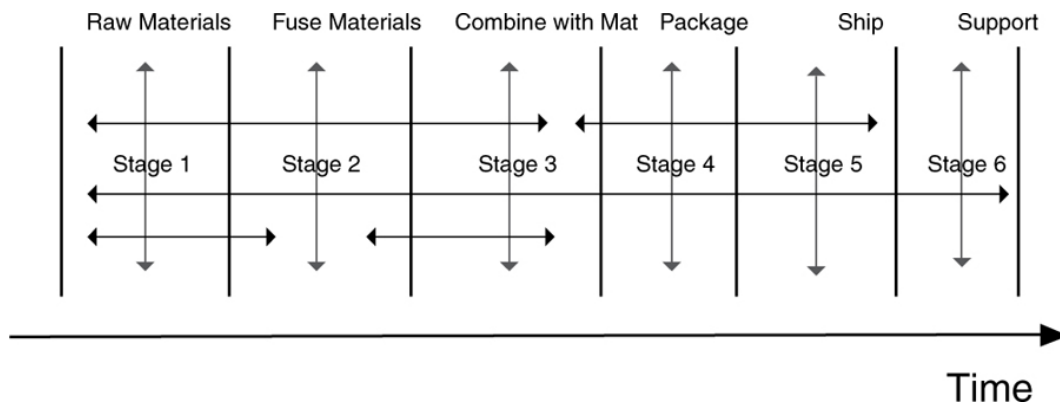 Raw Materials Fuse Materials Combine with Mat Package Ship Support
Stage 1 Stage 2 Stage 3 Stage 4 Stage 5 Stage 6
Time